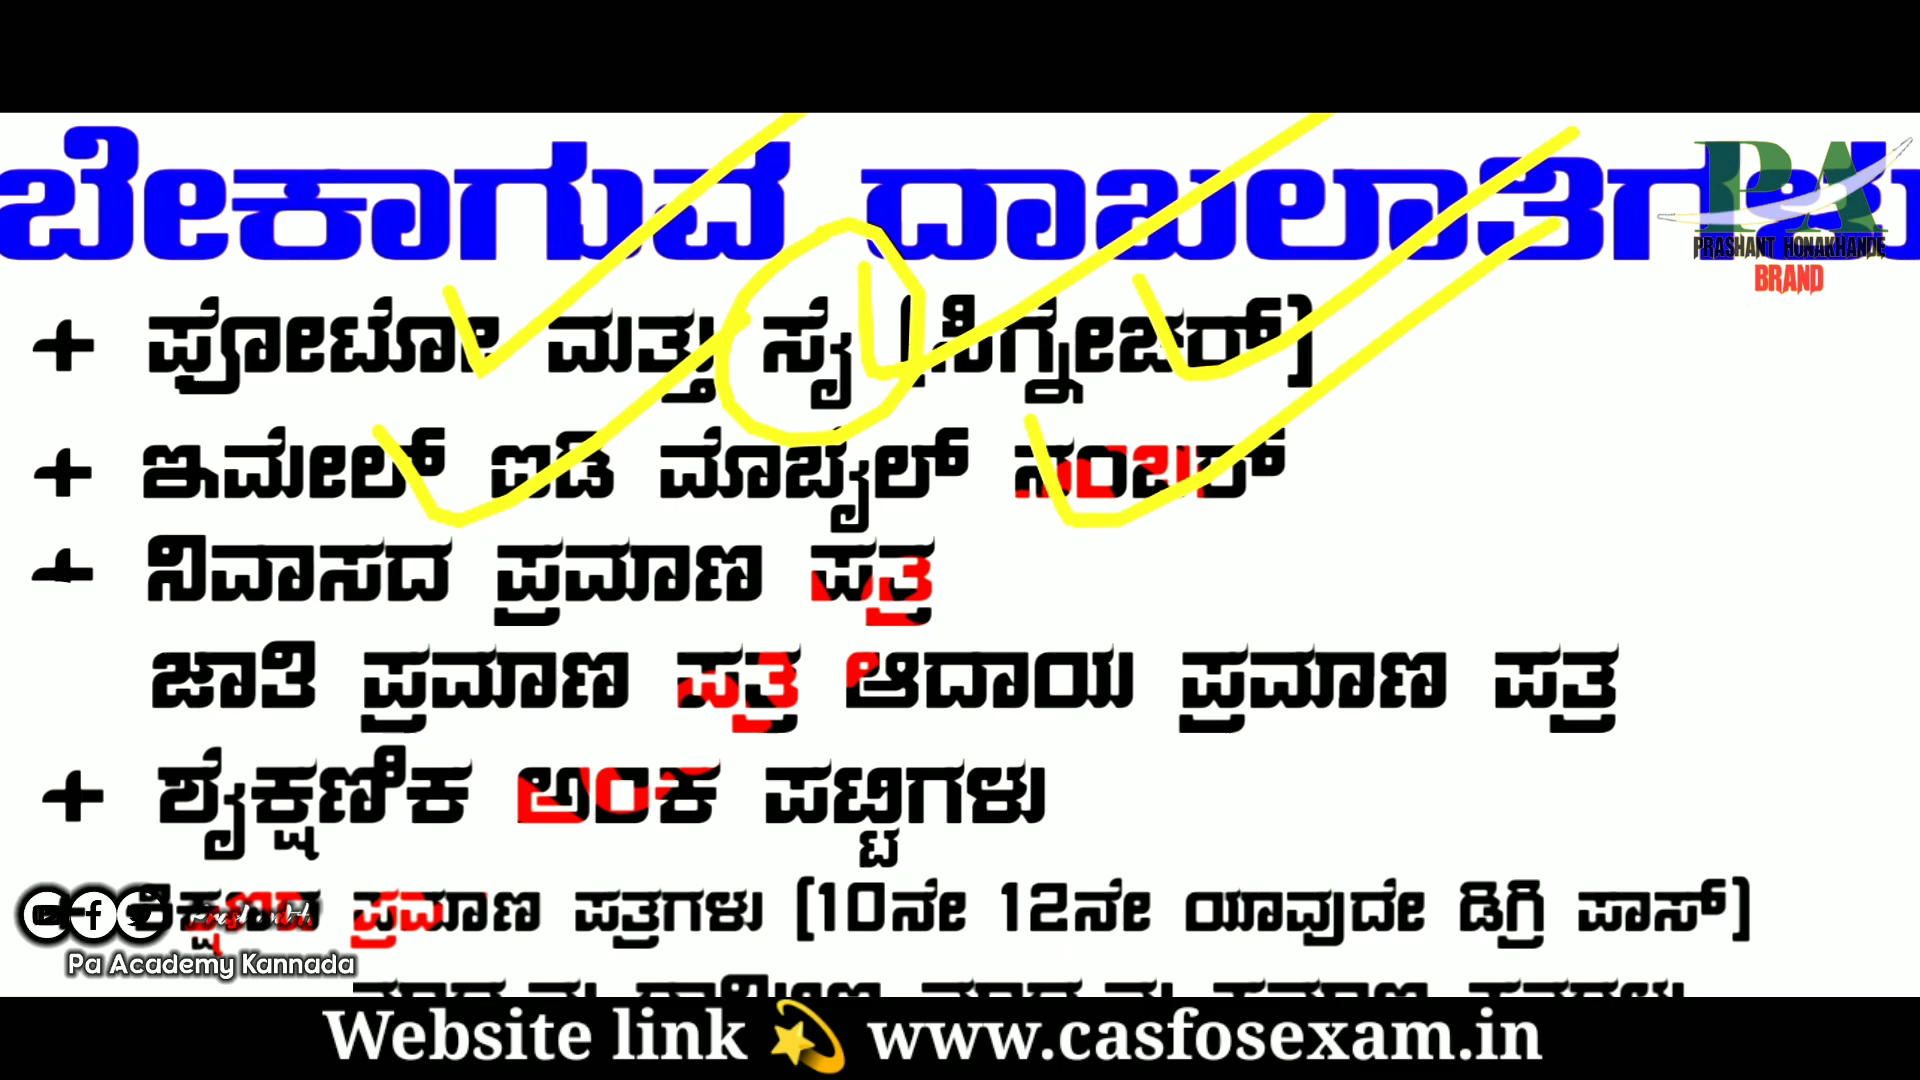 ಬೇಕಾಗುವ ದಾಖಲಾತಿಗಳು
PRASHANT HONAKHANDE
BRAND
+ ಫೋಟೋ ಮತ್ತು ಸೈ (ಸಿಗ್ನೇಚರ್)
+ ಇಮೇಲ್ ಐಡಿ ಮೊಬೈಲ್ ನಂಬರ್
+ ನಿವಾಸದ ಪ್ರಮಾಣ ಪತ್ರ
ಜಾತಿ ಪ್ರಮಾಣ ಪತ್ರ ಆದಾಯ ಪ್ರಮಾಣ ಪತ್ರ
+ ಶೈಕ್ಷಣಿಕ ಅಂಕ ಪಟ್ಟಿಗಳು
ಪ್ರಮಾಣ ಪತ್ರಗಳು (10ನೇ 12ನೇ ಯಾವುದೇ ಡಿಗ್ರಿ ಪಾಸ್)
Pa Academy Kannada
Website link 💫 www.casfosexam.in